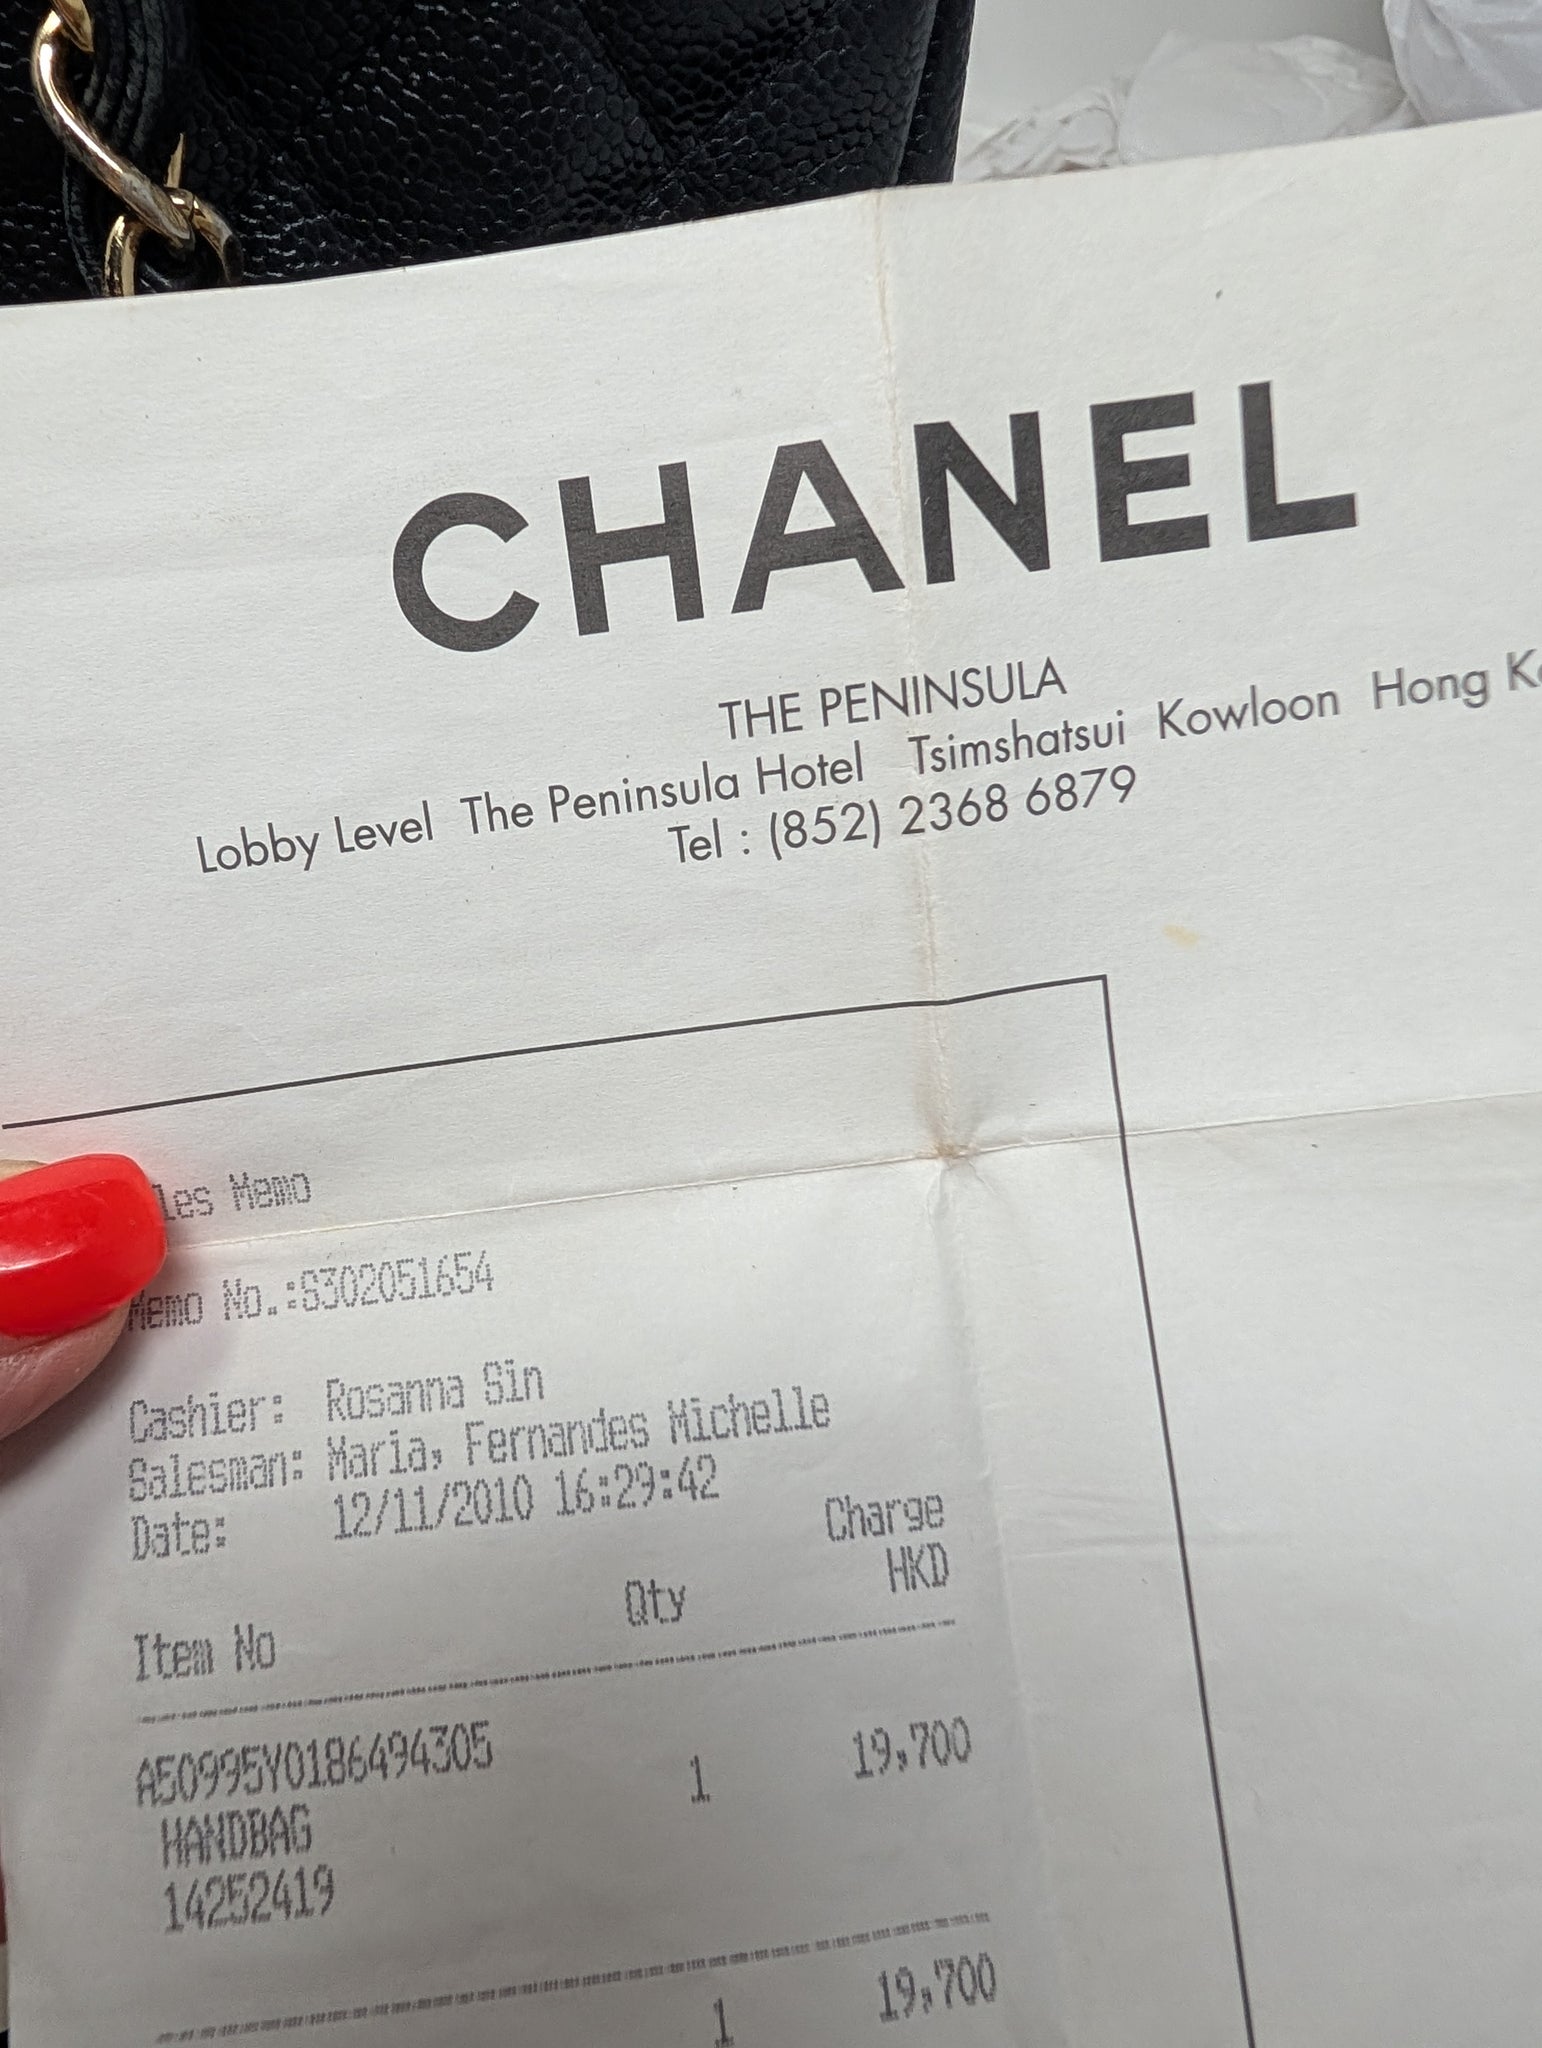 CHANEL
THE PENINSULA
Lobby Level The Peninsula Hotel Tsimshatsui Kowloon Hong
Tel : (852) 2368 6879
Memo
Memo No.:S302051654
Cashier: Rosanna Sin
Salesman: Maria, Fernandes Michelle
Date: 12/11/2010 16:29:42
Charge
Item No Qty HKD
A50995Y0186494305 1 19,700
HANDBAG
14252419
1 19,700